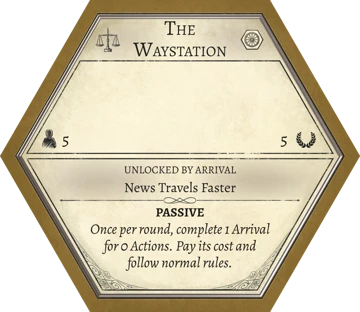 The
Waystation
5 5
UNLOCKED BY ARRIVAL
News Travels Faster
PASSIVE
Once per round, complete 1 Arrival
for 0 Actions. Pay its cost and
follow normal rules.